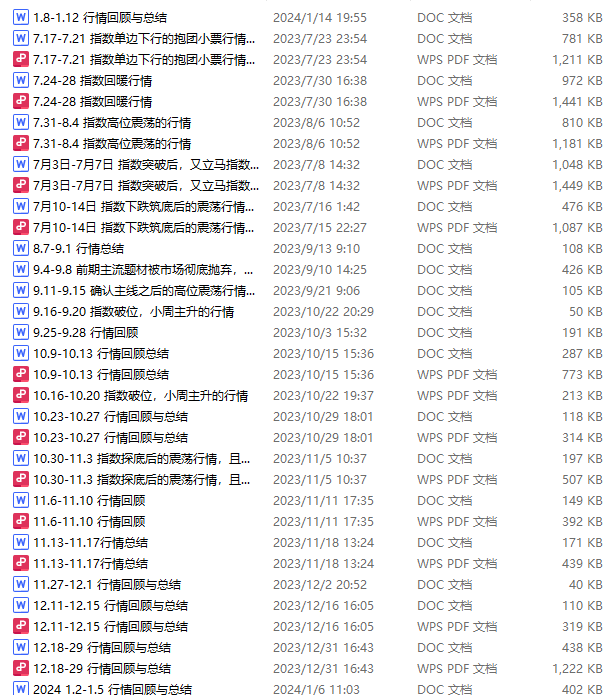 1.8-1.12 行情回顾与总结 2024/1/14 19:55 DOC 文档 358 KB
7.17-7.21 指数单边下行的抱团小票行情... 2023/7/23 23:54 DOC 文档 781 KB
7.17-7.21 指数单边下行的抱团小票行情... 2023/7/23 23:54 WPS PDF 文档 1,211 KB
7.24-28 指数回暖行情 2023/7/30 16:38 DOC 文档 972 KB
7.24-28 指数回暖行情 2023/7/30 16:38 WPS PDF 文档 1,441 KB
7.31-8.4 指数高位震荡的行情 2023/8/6 10:52 DOC 文档 810 KB
7.31-8.4 指数高位震荡的行情 2023/8/6 10:52 WPS PDF 文档 1,181 KB
7月3日-7月7日 指数突破后，又立马指数... 2023/7/8 14:32 DOC 文档 1,048 KB
7月3日-7月7日 指数突破后，又立马指数... 2023/7/8 14:32 WPS PDF 文档 1,449 KB
7月10-14日 指数下跌筑底后的震荡行情... 2023/7/16 1:42 DOC 文档 476 KB
7月10-14日 指数下跌筑底后的震荡行情... 2023/7/15 22:27 WPS PDF 文档 1,087 KB
8.7-9.1 行情总结 2023/9/13 9:10 DOC 文档 108 KB
9.4-9.8 前期主流题材被市场彻底抛弃，... 2023/9/10 14:25 DOC 文档 426 KB
9.11-9.15 确认主线之后的高位震荡行情... 2023/9/21 9:06 DOC 文档 105 KB
9.16-9.20 指数破位，小周主升的行情 2023/10/22 20:29 DOC 文档 50 KB
9.25-9.28 行情回顾 2023/10/3 15:32 DOC 文档 191 KB
10.9-10.13 行情回顾总结 2023/10/15 15:36 DOC 文档 287 KB
10.9-10.13 行情回顾总结 2023/10/15 15:36 WPS PDF 文档 773 KB
10.16-10.20 指数破位，小周主升的行情 2023/10/22 19:37 WPS PDF 文档 213 KB
10.23-10.27 行情回顾与总结 2023/10/29 18:01 DOC 文档 118 KB
10.23-10.27 行情回顾与总结 2023/10/29 18:01 WPS PDF 文档 314 KB
10.30-11.3 指数探底后的震荡行情，且... 2023/11/5 10:37 DOC 文档 197 KB
10.30-11.3 指数探底后的震荡行情，且... 2023/11/5 10:37 WPS PDF 文档 507 KB
11.6-11.10 行情回顾 2023/11/11 17:35 DOC 文档 149 KB
11.6-11.10 行情回顾 2023/11/11 17:35 WPS PDF 文档 392 KB
11.13-11.17行情总结 2023/11/18 13:24 DOC 文档 171 KB
11.13-11.17行情总结 2023/11/18 13:24 WPS PDF 文档 439 KB
11.27-12.1 行情回顾与总结 2023/12/2 20:52 DOC 文档 40 KB
12.11-12.15 行情回顾与总结 2023/12/16 16:05 DOC 文档 110 KB
12.11-12.15 行情回顾与总结 2023/12/16 16:05 WPS PDF 文档 319 KB
12.18-29 行情回顾与总结 2023/12/31 16:43 DOC 文档 438 KB
12.18-29 行情回顾与总结 2023/12/31 16:43 WPS PDF 文档 1,222 KB
2024 1.2-1.5 行情回顾与总结 2024/1/6 11:03 DOC 文档 402 KB